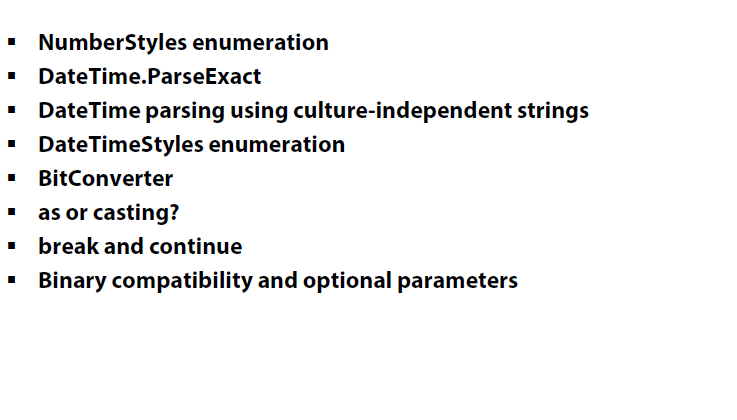 ▪ NumberStyles enumeration
▪ DateTime.ParseExact
▪ DateTime parsing using culture-independent strings
▪ DateTimeStyles enumeration
▪ BitConverter
▪ as or casting?
▪ break and continue
▪ Binary compatibility and optional parameters